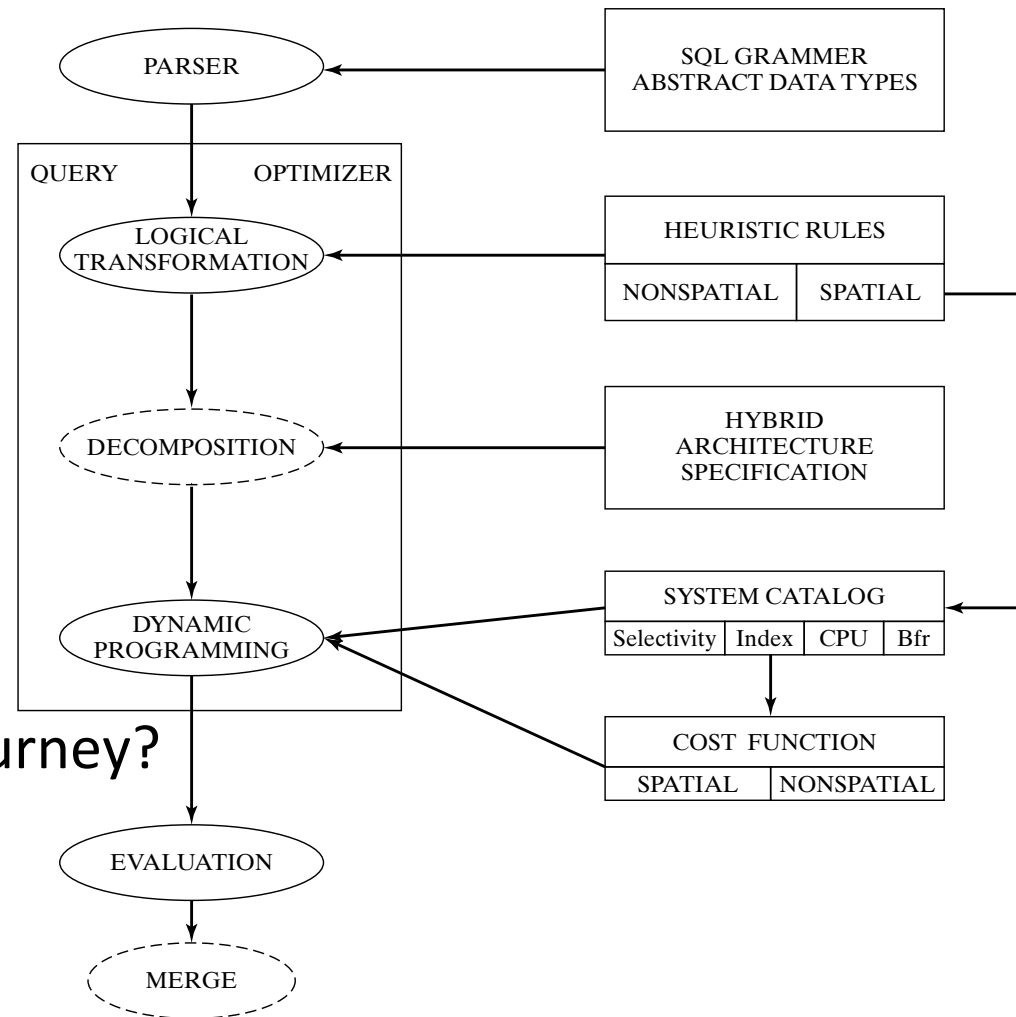 PARSER
SQL GRAMMER
ABSTRACT DATA TYPES
QUERY OPTIMIZER
LOGICAL
TRANSFORMATION
HEURISTIC RULES
NONSPATIAL SPATIAL
DECOMPOSITION
HYBRID
ARCHITECTURE
SPECIFICATION
DYNAMIC
PROGRAMMING
SYSTEM CATALOG
Selectivity Index CPU Bfr
COST FUNCTION
SPATIAL NONSPATIAL
urney?
EVALUATION
MERGE